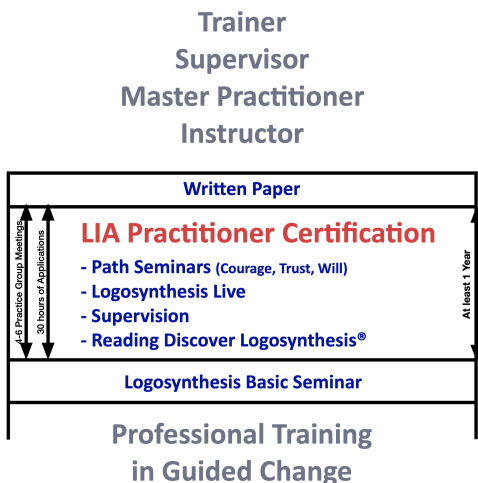 Trainer
Supervisor
Master Practitioner
Instructor
Written Paper
4-6 Practice Group Meetings
30 hours of Applications
LIA Practitioner Certification
- Path Seminars (Courage, Trust, Will)
- Logosynthesis Live
- Supervision
- Reading Discover Logosynthesis®
At least 1 Year
Logosynthesis Basic Seminar
Professional Training
in Guided Change